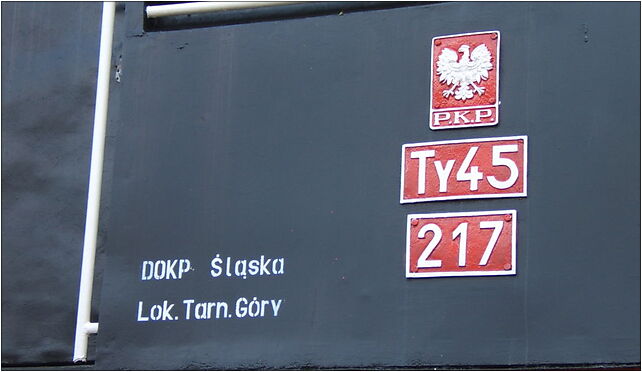 P.K.P.
Ty45
217
DOKP Śląska
Lok. Tarn. Góry